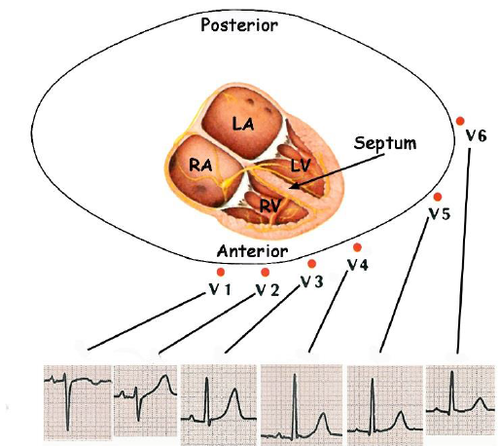 Posterior
LA
Septum
V6
RA
LV
RV
V5
Anterior
V4
V1
V2
V3